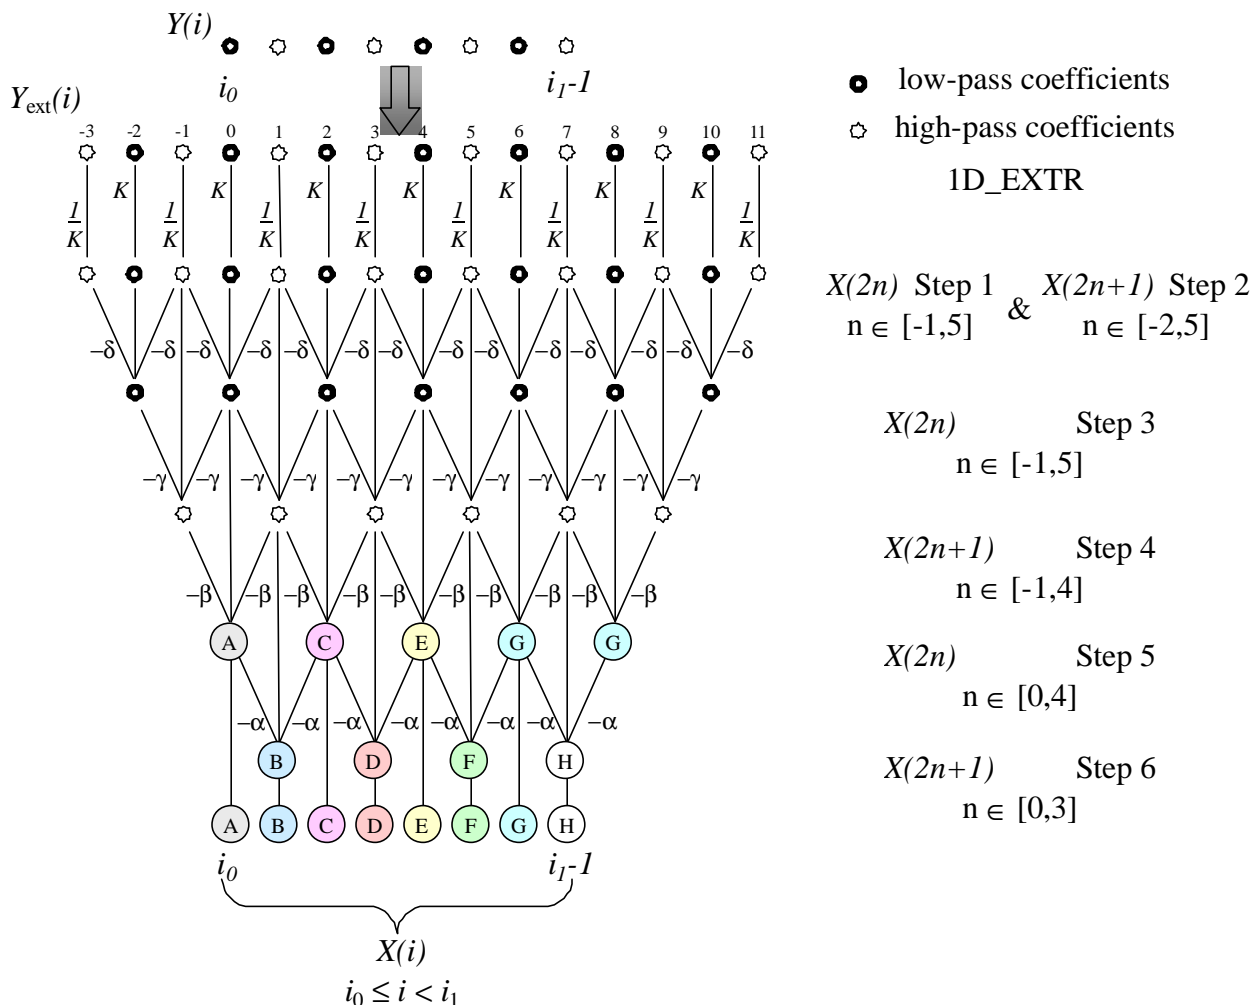 Y(i)
i0 i1-1
low-pass coefficients
high-pass coefficients
1D_EXTR
Yext(i)
-3 -2 -1 0 1 2 3 4 5 6 7 8 9 10 11
K K K K K K K
1/K 1/K 1/K 1/K 1/K 1/K 1/K 1/K
X(2n) Step 1 & X(2n+1) Step 2
n ∈ [-1,5] n ∈ [-2,5]
−δ −δ −δ −δ −δ −δ −δ −δ −δ −δ −δ −δ −δ −δ
X(2n) Step 3
n ∈ [-1,5]
−γ −γ −γ −γ −γ −γ −γ −γ −γ −γ −γ −γ
X(2n+1) Step 4
n ∈ [-1,4]
−β −β −β −β −β −β −β −β −β −β
A C E G G
X(2n) Step 5
n ∈ [0,4]
−α −α −α −α −α −α −α −α
B D F H
X(2n+1) Step 6
n ∈ [0,3]
A B C D E F G H
i0 i1-1
X(i)
i0 ≤ i < i1